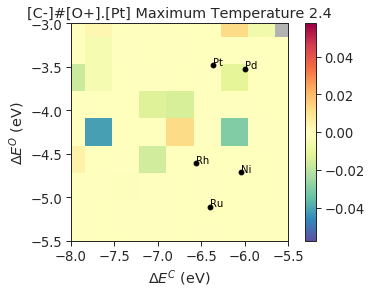 [C-]#[O+].[Pt] Maximum Temperature 2.4
−3.0
−3.5
−4.0
−4.5
−5.0
−5.5
ΔE^O (eV)
Pt
Pd
Rh
Ni
Ru
−8.0 −7.5 −7.0 −6.5 −6.0 −5.5
ΔE^C (eV)
0.04
0.02
0.00
−0.02
−0.04